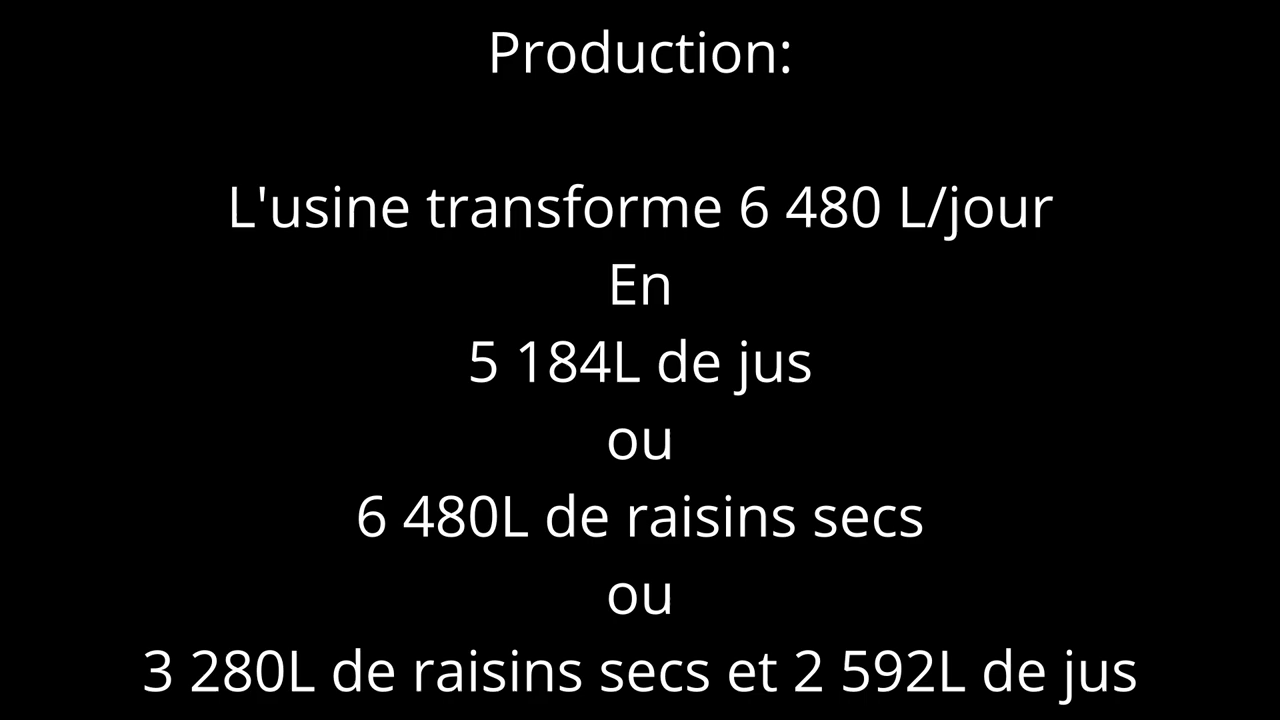 Production:
L'usine transforme 6 480 L/jour
En
5 184L de jus
ou
6 480L de raisins secs
ou
3 280L de raisins secs et 2 592L de jus